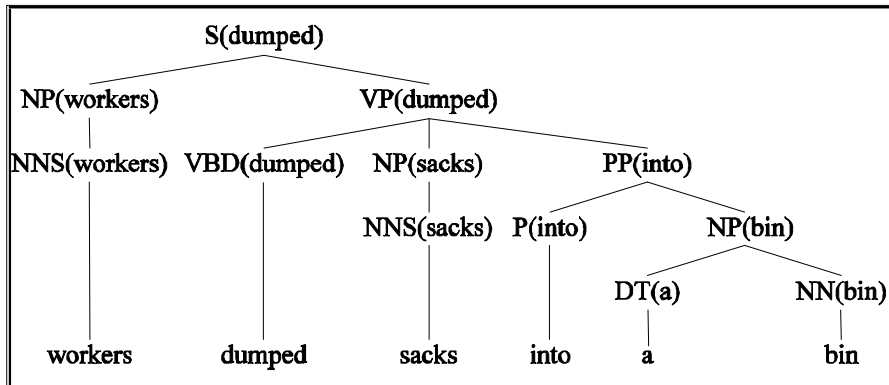 S(dumped)
NP(workers) VP(dumped)
NNS(workers) VBD(dumped) NP(sacks) PP(into)
NNS(sacks) P(into) NP(bin)
DT(a) NN(bin)
workers dumped sacks into a bin